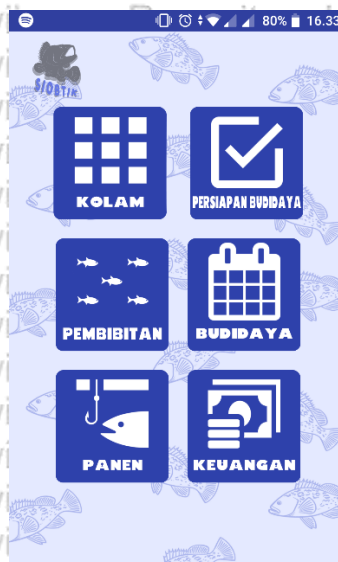 80% 16.33
SIOBTIK
KOLAM
PERSIAPAN BUDIDAYA
PEMBIBITAN
BUDIDAYA
PANEN
KEUANGAN